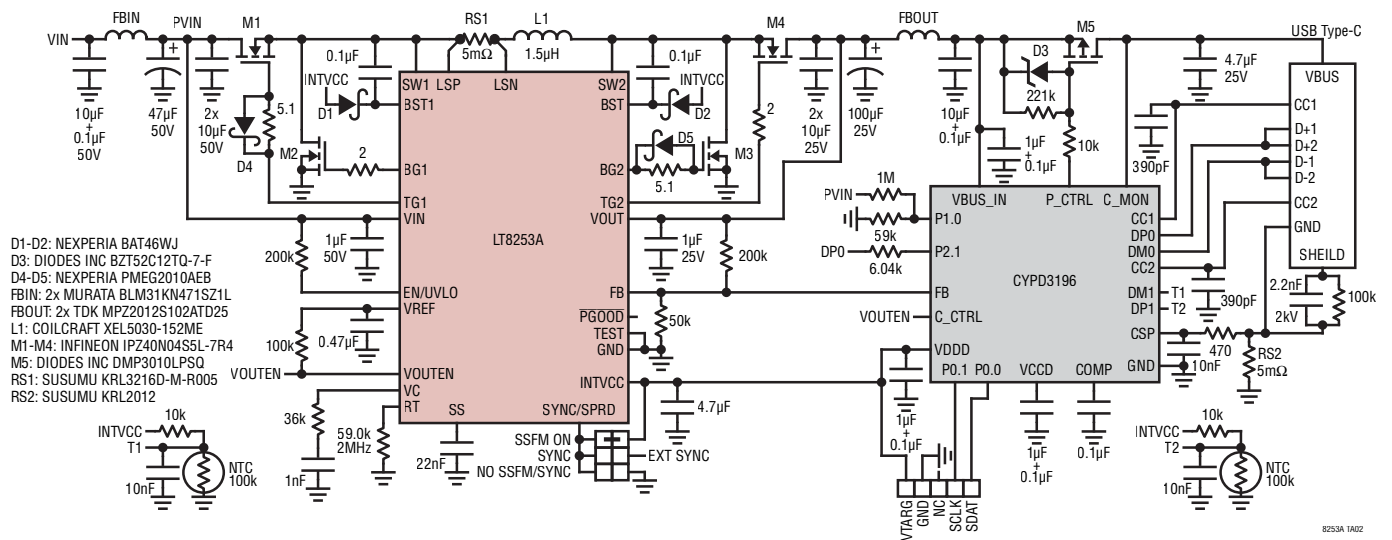 FBIN
PVIN
M1
RS1
5mΩ
L1
1.5µH
M4
FBOUT
M5
USB Type-C
VIN
10µF
+
0.1µF
50V
+
47µF
50V
2x
10µF
50V
5.1
D4
0.1µF
INTVCC
D1
M2
2
SW1
LSP
LSN
SW2
BST1
BG1
TG1
VIN
EN/UVLO
VREF
VOUTEN
VC
RT
SS
SYNC/SPRD
LT8253A
BST
BG2
TG2
VOUT
FB
PGOOD
TEST
GND
INTVCC
0.1µF
INTVCC
D2
D5
5.1
M3
2
2x
10µF
25V
+
100µF
25V
10µF
+
0.1µF
D3
221k
10k
1µF
+
0.1µF
4.7µF
25V
390pF
VBUS
CC1
D+1
D+2
D-1
D-2
CC2
GND
SHEILD
PVIN
1M
59k
DP0
6.04k
VBUS_IN
P_CTRL
C_MON
P1.0
P2.1
FB
C_CTRL
VDDD
P0.1
P0.0
VCCD
COMP
CYPD3196
CC1
DP0
DM0
CC2
DM1
DP1
CSP
GND
T1
T2
390pF
2.2nF
2kV
100k
470
10nF
RS2
5mΩ
VOUTEN
200k
1µF
50V
1µF
25V
200k
50k
100k
0.47µF
VOUTEN
36k
1nF
59.0k
2MHz
22nF
4.7µF
SSFM ON
SYNC
NO SSFM/SYNC
EXT SYNC
1µF
+
0.1µF
1µF
+
0.1µF
0.1µF
VTARG
GND
NC
SCLK
SDAT
D1-D2: NEXPERIA BAT46WJ
D3: DIODES INC BZT52C12TQ-7-F
D4-D5: NEXPERIA PMEG2010AEB
FBIN: 2x MURATA BLM31KN471SZ1L
FBOUT: 2x TDK MPZ2012S102ATD25
L1: COILCRAFT XEL5030-152ME
M1-M4: INFINEON IPZ40N04S5L-7R4
M5: DIODES INC DMP3010LPSQ
RS1: SUSUMU KRL3216D-M-R005
RS2: SUSUMU KRL2012
10k
INTVCC
T1
10nF
NTC
100k
10k
INTVCC
T2
10nF
NTC
100k
8253A TA02